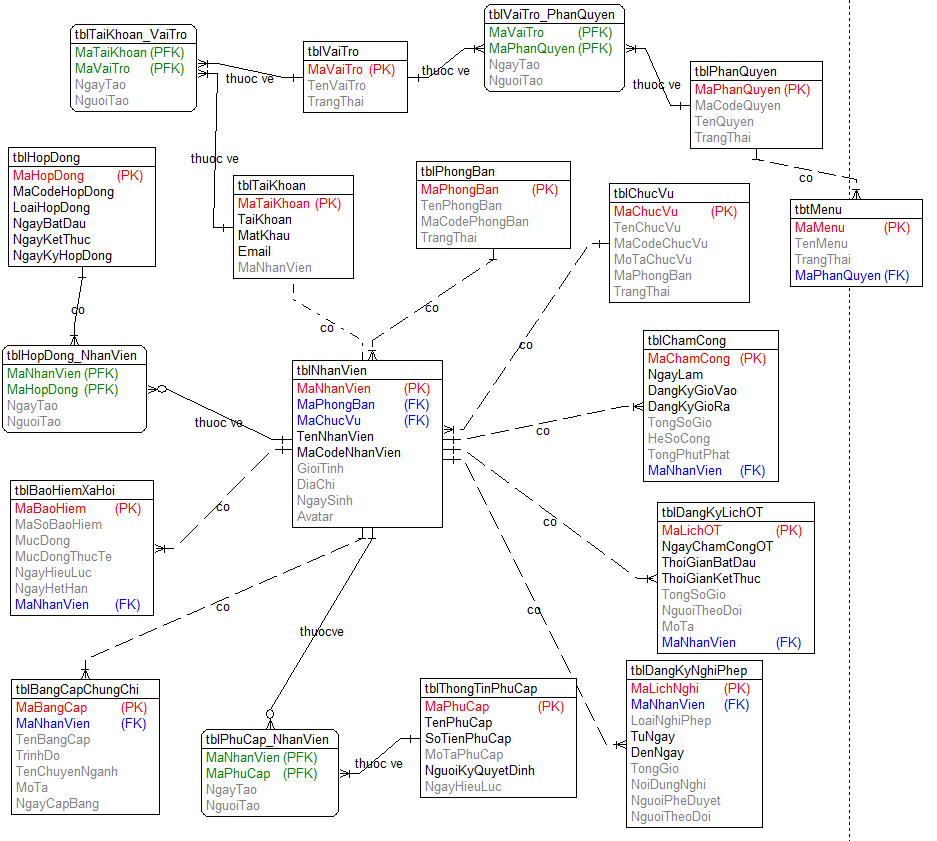 tblTaiKhoan_VaiTro
MaTaiKhoan (PFK)
MaVaiTro (PFK)
NgayTao
NguoiTao
thuoc ve
tblVaiTro
MaVaiTro (PK)
TenVaiTro
TrangThai
thuoc ve
tblVaiTro_PhanQuyen
MaVaiTro (PFK)
MaPhanQuyen (PFK)
NgayTao
NguoiTao
thuoc ve
tblPhanQuyen
MaPhanQuyen (PK)
MaCodeQuyen
TenQuyen
TrangThai
co
tblHopDong
MaHopDong (PK)
MaCodeHopDong
LoaiHopDong
NgayBatDau
NgayKetThuc
NgayKyHopDong
co
thuoc ve
tblTaiKhoan
MaTaiKhoan (PK)
TaiKhoan
MatKhau
Email
MaNhanVien
co
tblPhongBan
MaPhongBan (PK)
TenPhongBan
MaCodePhongBan
TrangThai
co
tblChucVu
MaChucVu (PK)
TenChucVu
MaCodeChucVu
MoTaChucVu
MaPhongBan
TrangThai
co
tbtMenu
MaMenu (PK)
TenMenu
TrangThai
MaPhanQuyen (FK)
tblHopDong_NhanVien
MaNhanVien (PFK)
MaHopDong (PFK)
NgayTao
NguoiTao
thuoc ve
tblNhanVien
MaNhanVien (PK)
MaPhongBan (FK)
MaChucVu (FK)
TenNhanVien
MaCodeNhanVien
GioiTinh
DiaChi
NgaySinh
Avatar
tblChamCong
MaChamCong (PK)
NgayLam
DangKyGioVao
DangKyGioRa
TongSoGio
HeSoCong
TongPhutPhat
MaNhanVien (FK)
co
tblBaoHiemXaHoi
MaBaoHiem (PK)
MaSoBaoHiem
MucDong
MucDongThucTe
NgayHieuLuc
NgayHetHan
MaNhanVien (FK)
co
co
tblDangKyLichOT
MaLichOT (PK)
NgayChamCongOT
ThoiGianBatDau
ThoiGianKetThuc
TongSoGio
NguoiTheoDoi
MoTa
MaNhanVien (FK)
co
thuocve
co
tblBangCapChungChi
MaBangCap (PK)
MaNhanVien (FK)
TenBangCap
TrinhDo
TenChuyenNganh
MoTa
NgayCapBang
tblPhuCap_NhanVien
MaNhanVien (PFK)
MaPhuCap (PFK)
NgayTao
NguoiTao
thuoc ve
tblThongTinPhuCap
MaPhuCap (PK)
TenPhuCap
SoTienPhuCap
MoTaPhuCap
NguoiKyQuyetDinh
NgayHieuLuc
tblDangKyNghiPhep
MaLichNghi (PK)
MaNhanVien (FK)
LoaiNghiPhep
TuNgay
DenNgay
TongGio
NoiDungNghi
NguoiPheDuyet
NguoiTheoDoi